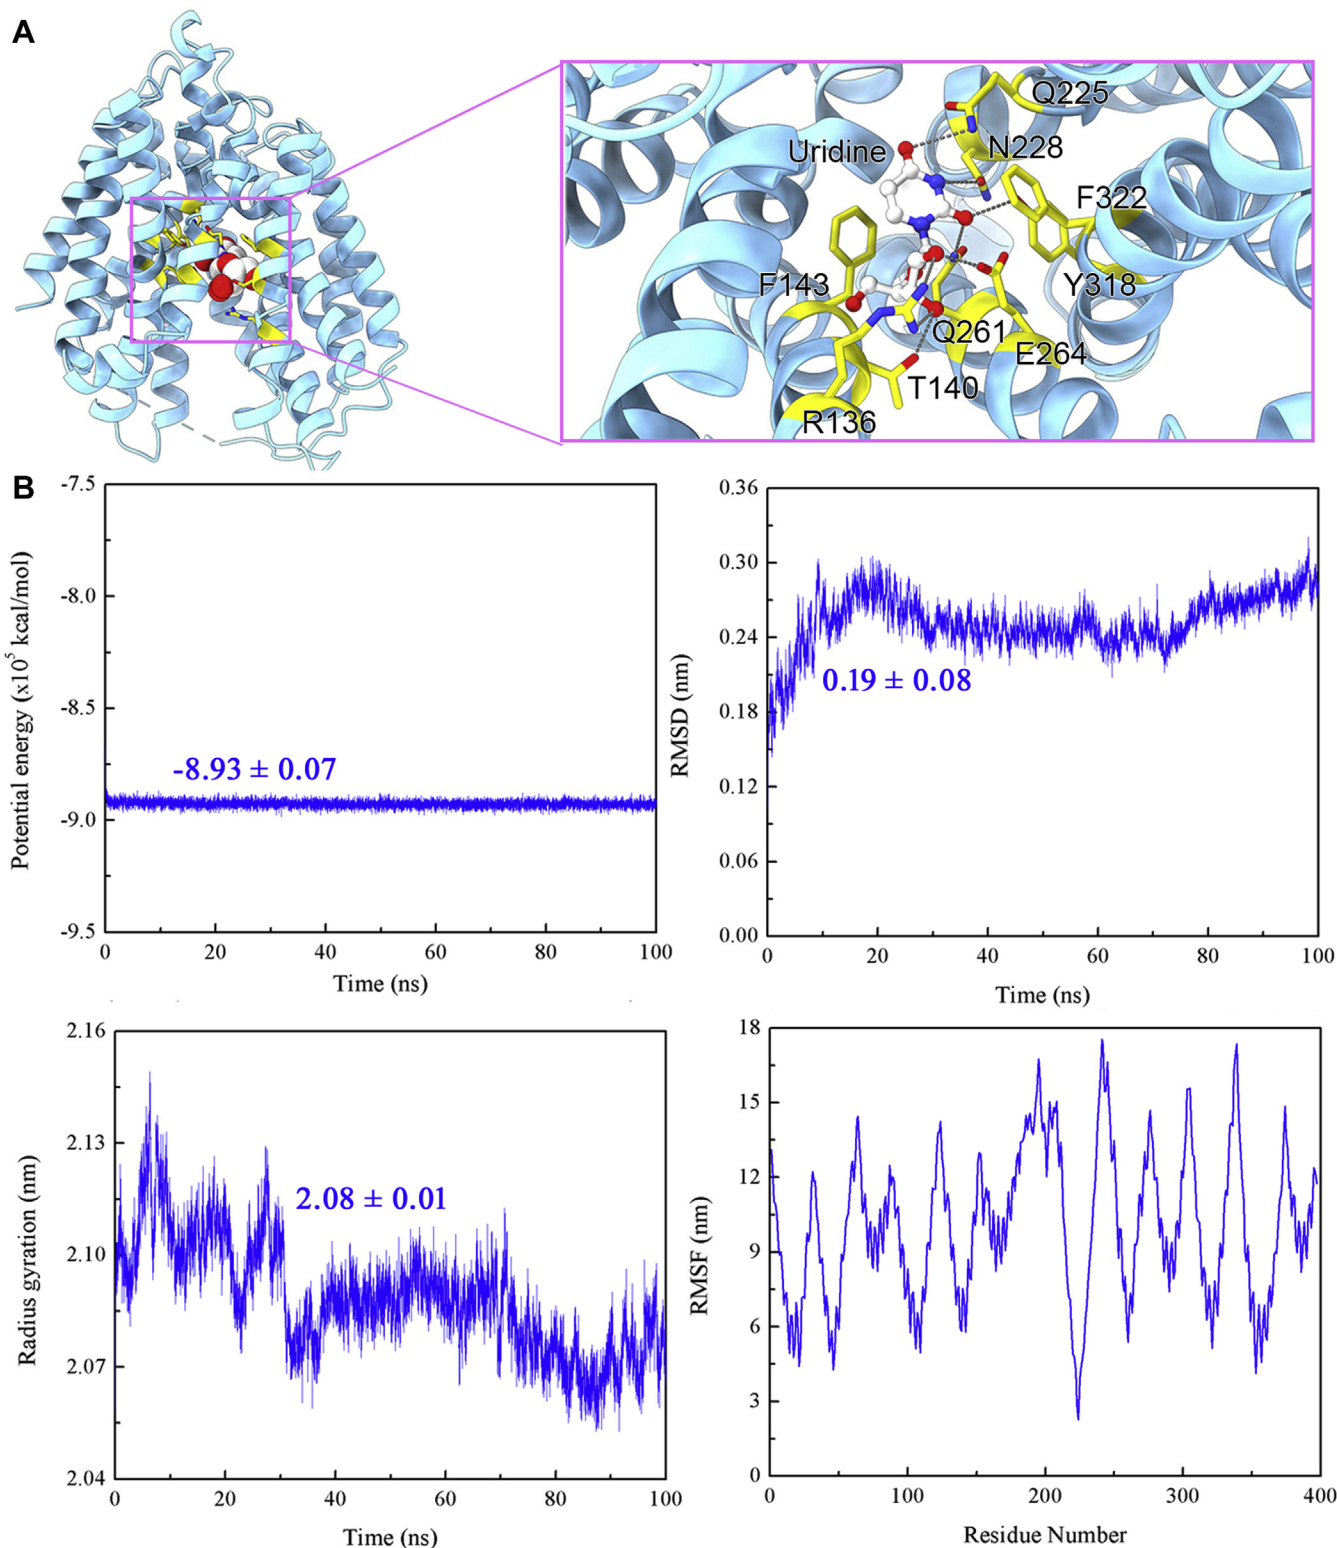 A
Uridine
Q225
N228
F322
F143
Y318
Q261
E264
T140
R136
B
Potential energy (x10⁵ kcal/mol)
-7.5
-8.0
-8.5
-9.0
-9.5
-8.93 ± 0.07
0 20 40 60 80 100
Time (ns)
RMSD (nm)
0.36
0.30
0.24
0.18
0.12
0.06
0.00
0.19 ± 0.08
0 20 40 60 80 100
Time (ns)
Radius gyration (nm)
2.16
2.13
2.10
2.07
2.04
2.08 ± 0.01
0 20 40 60 80 100
Time (ns)
RMSF (nm)
18
15
12
9
6
3
0
0 100 200 300 400
Residue Number